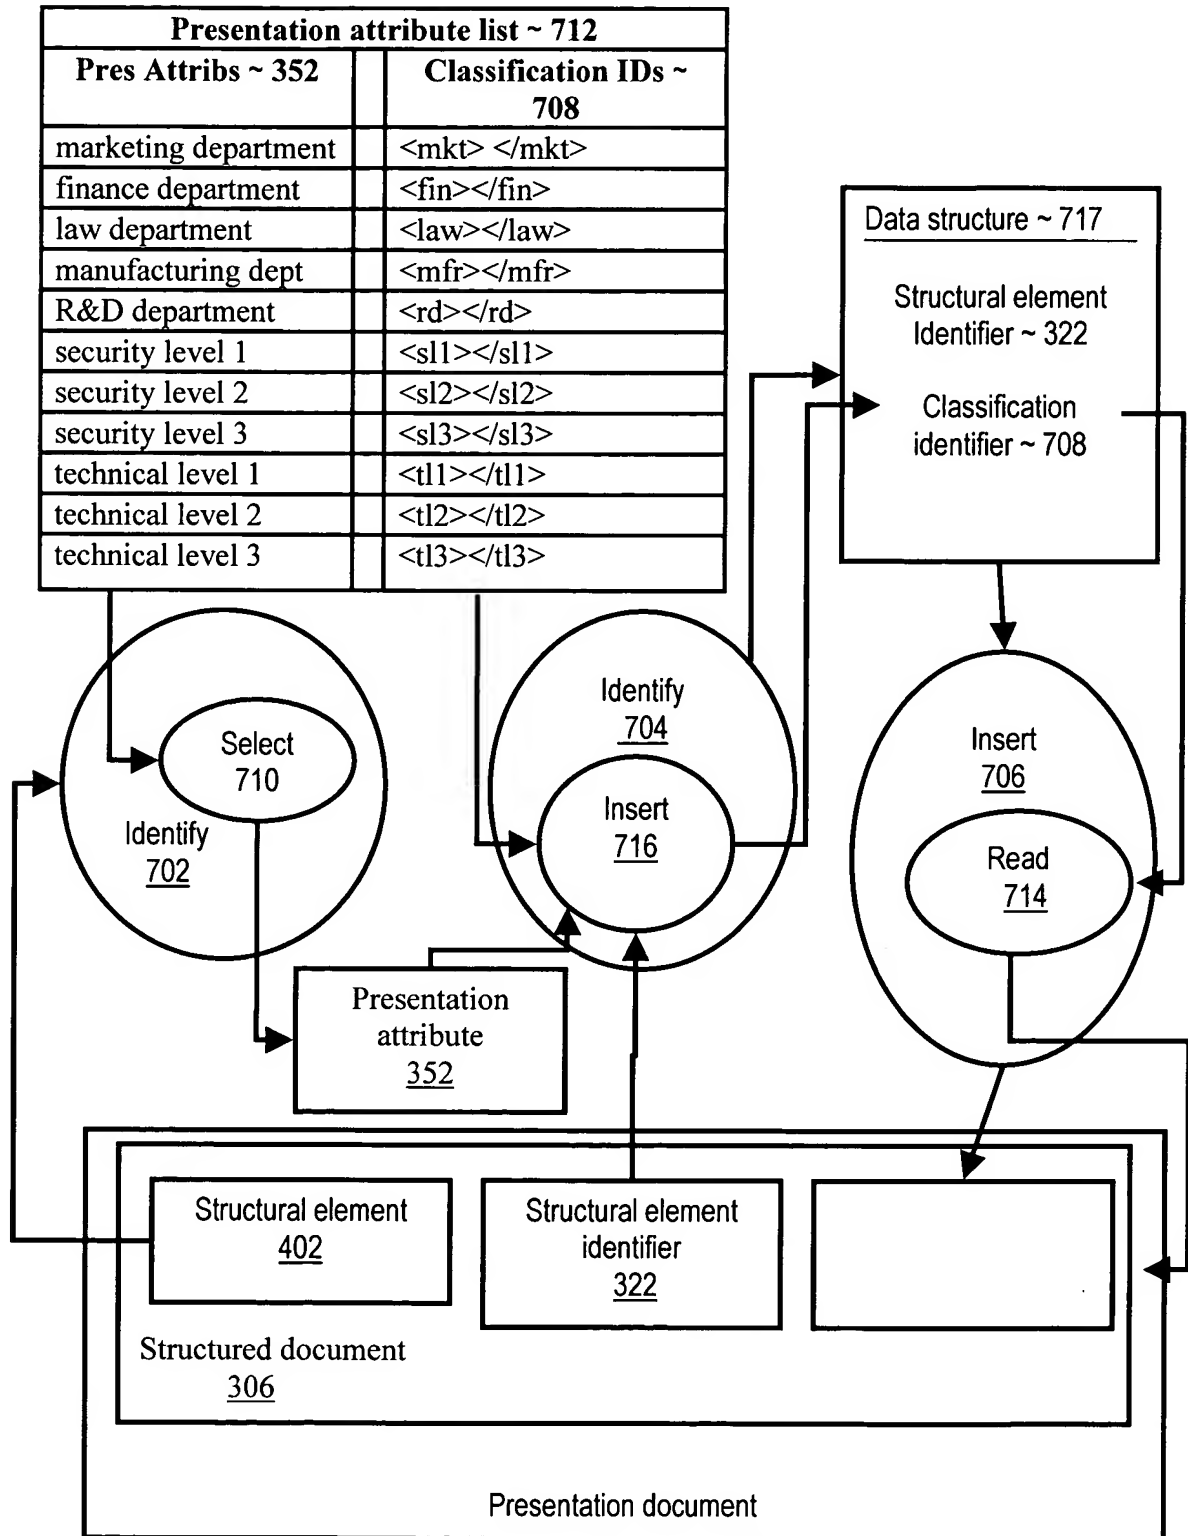 Presentation attribute list ~ 712
Pres Attribs ~ 352
Classification IDs ~
708
marketing department
<mkt> </mkt>
finance department
<fin></fin>
law department
<law></law>
manufacturing dept
<mfr></mfr>
R&D department
<rd></rd>
security level 1
<sl1></sl1>
security level 2
<sl2></sl2>
security level 3
<sl3></sl3>
technical level 1
<tl1></tl1>
technical level 2
<tl2></tl2>
technical level 3
<tl3></tl3>
Data structure ~ 717
Structural element
Identifier ~ 322
Classification
identifier ~ 708
Select
710
Identify
702
Identify
704
Insert
716
Insert
706
Read
714
Presentation
attribute
352
Structural element
402
Structural element
identifier
322
Structured document
306
Presentation document